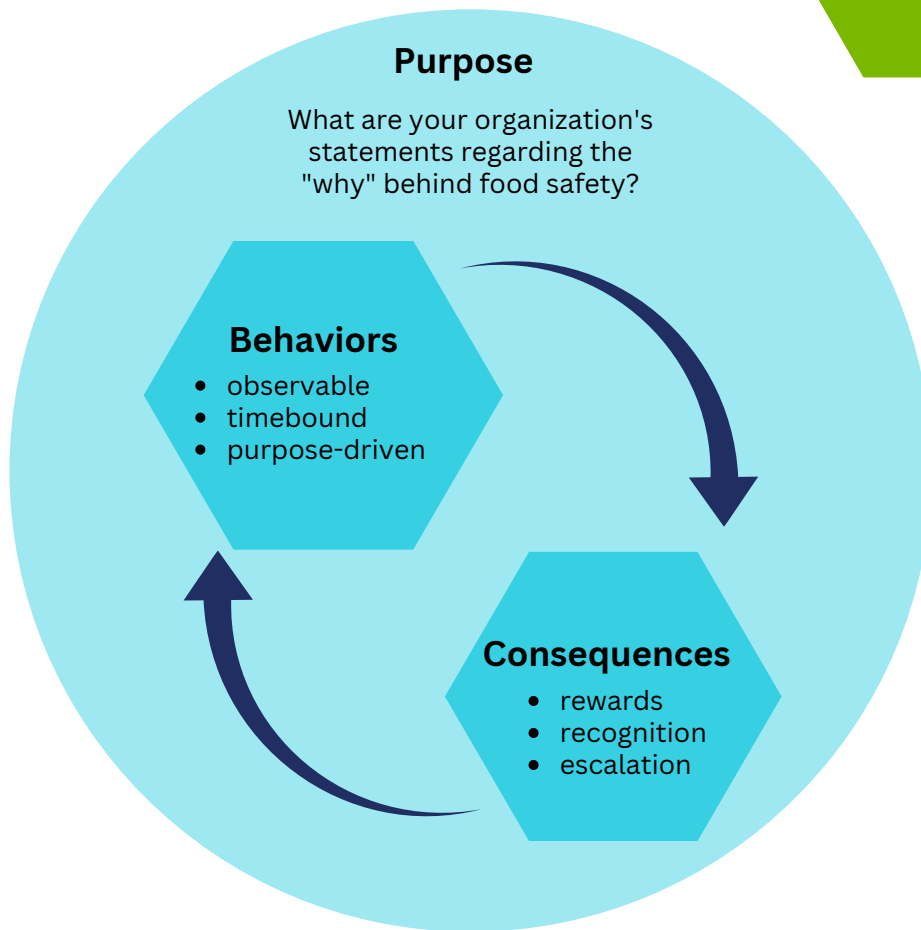 Purpose
What are your organization's
statements regarding the
"why" behind food safety?
Behaviors
• observable
• timebound
• purpose-driven
Consequences
• rewards
• recognition
• escalation